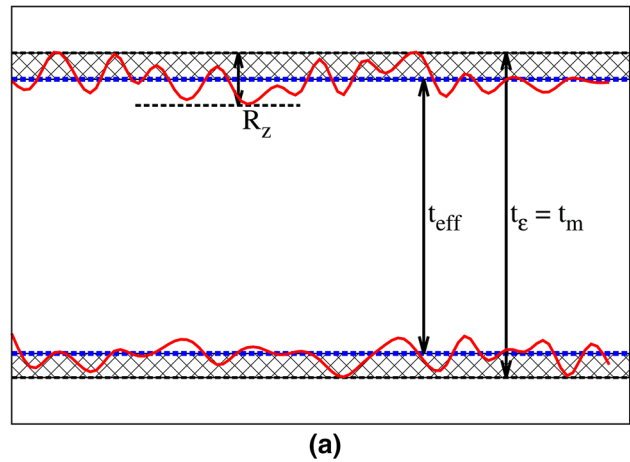 R_z
t_eff
t_ε = t_m
(a)